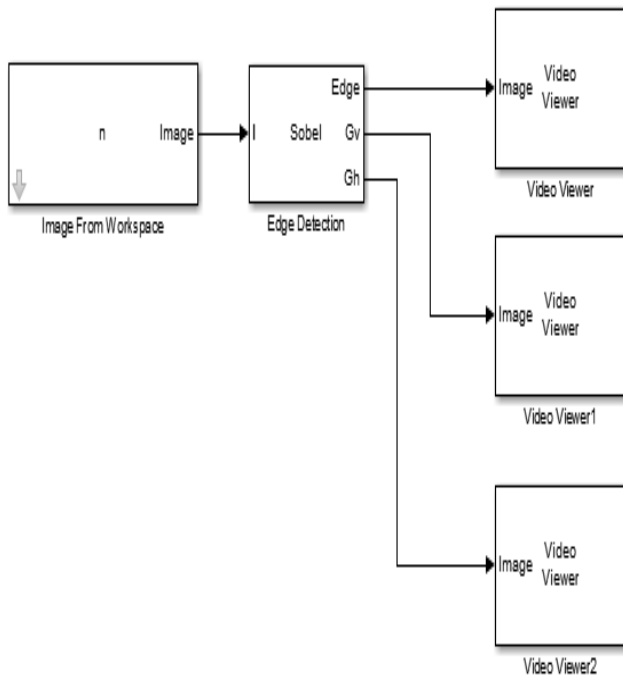 n
Image
Image From Workspace
I
Sobel
Edge
Gv
Gh
Edge Detection
Image
Video
Viewer
Video Viewer
Image
Video
Viewer
Video Viewer1
Image
Video
Viewer
Video Viewer2